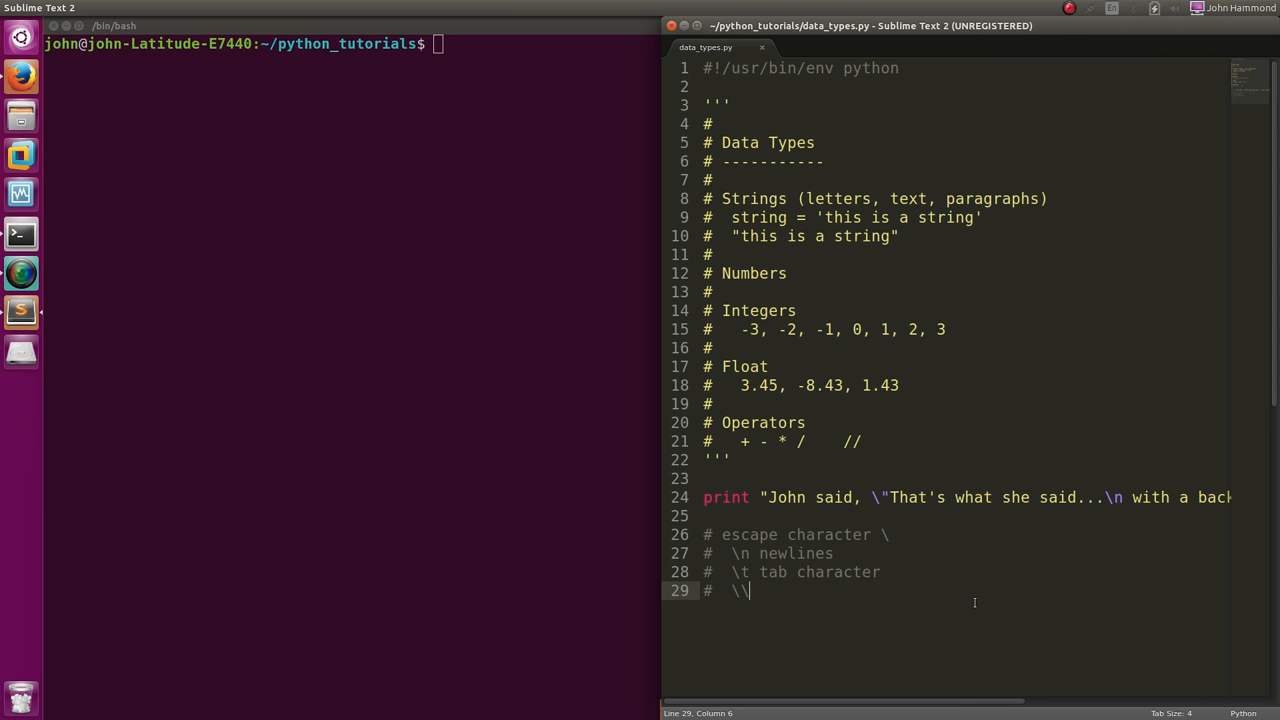 Sublime Text 2
En
John Hammond
/bin/bash
john@john-Latitude-E7440:~/python_tutorials$
~/python_tutorials/data_types.py - Sublime Text 2 (UNREGISTERED)
data_types.py
1 #!/usr/bin/env python
2
3 '''
4 #
5 # Data Types
6 # -----------
7 #
8 # Strings (letters, text, paragraphs)
9 #  string = 'this is a string'
10 #  "this is a string"
11 #
12 # Numbers
13 #
14 # Integers
15 #   -3, -2, -1, 0, 1, 2, 3
16 #
17 # Float
18 #   3.45, -8.43, 1.43
19 #
20 # Operators
21 #   + - * /    //
22 '''
23
24 print "John said, \"That's what she said...\n with a back
25
26 # escape character \
27 #  \n newlines
28 #  \t tab character
29 #  \\
Line 29, Column 6
Tab Size: 4
Python